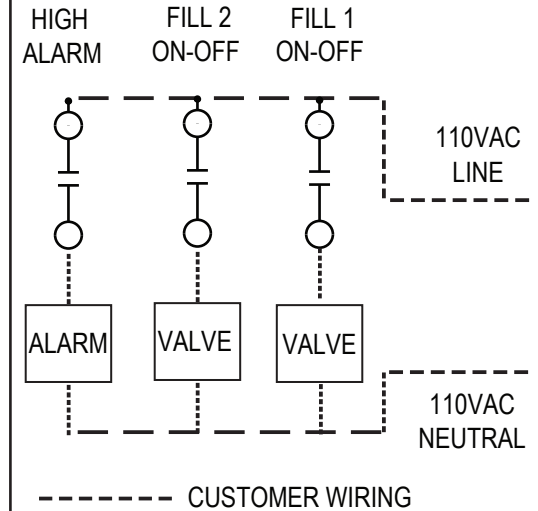 HIGH
ALARM
FILL 2
ON-OFF
FILL 1
ON-OFF
110VAC
LINE
ALARM
VALVE
VALVE
110VAC
NEUTRAL
CUSTOMER WIRING